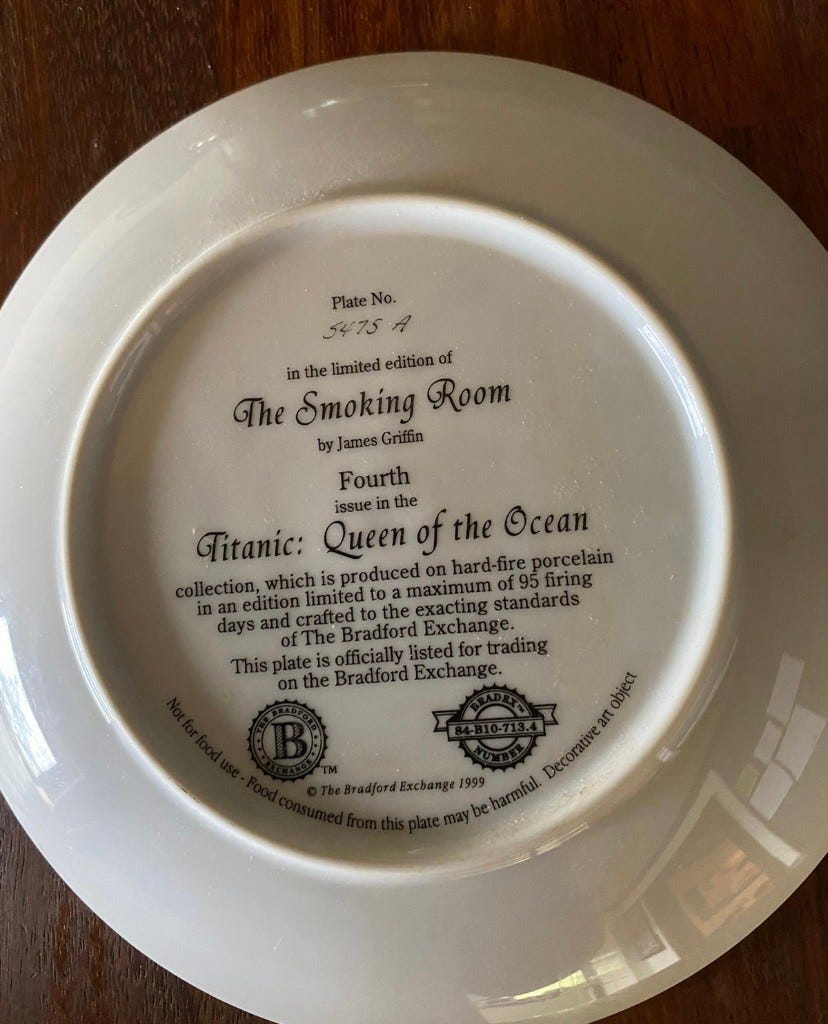 Plate No.
5475 A
in the limited edition of
The Smoking Room
by James Griffin
Fourth
issue in the
Titanic: Queen of the Ocean
collection, which is produced on hard-fire porcelain
in an edition limited to a maximum of 95 firing
days and crafted to the exacting standards
of The Bradford Exchange.
This plate is officially listed for trading
on the Bradford Exchange.
THE BRADFORD
B
EXCHANGE
TM
BRADEX™
84-B10-713.4
NUMBER
© The Bradford Exchange 1999
Not for food use - Food consumed from this plate may be harmful. Decorative art object